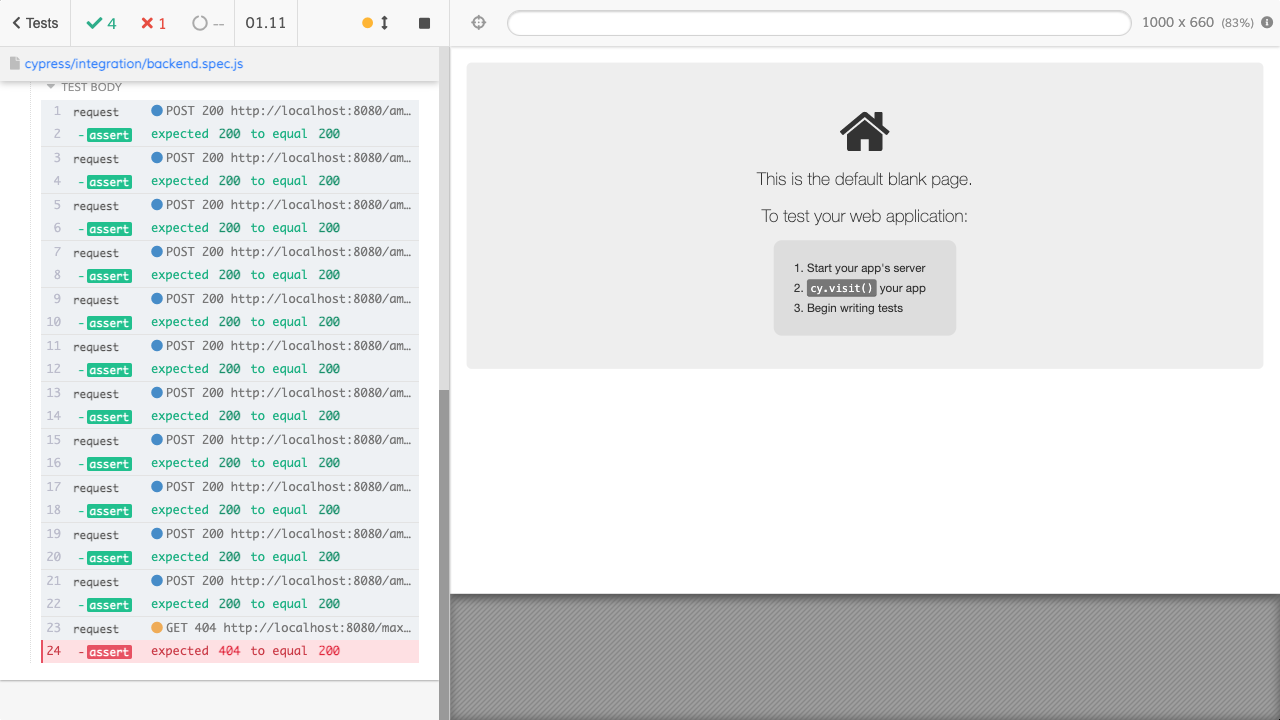 Tests 4 1 -- 01.11 1000 x 660 (83%)
cypress/integration/backend.spec.js
TEST BODY
1 request POST 200 http://localhost:8080/am…
2 - assert expected 200 to equal 200
3 request POST 200 http://localhost:8080/am…
4 - assert expected 200 to equal 200
5 request POST 200 http://localhost:8080/am…
6 - assert expected 200 to equal 200
7 request POST 200 http://localhost:8080/am…
8 - assert expected 200 to equal 200
9 request POST 200 http://localhost:8080/am…
10 - assert expected 200 to equal 200
11 request POST 200 http://localhost:8080/am…
12 - assert expected 200 to equal 200
13 request POST 200 http://localhost:8080/am…
14 - assert expected 200 to equal 200
15 request POST 200 http://localhost:8080/am…
16 - assert expected 200 to equal 200
17 request POST 200 http://localhost:8080/am…
18 - assert expected 200 to equal 200
19 request POST 200 http://localhost:8080/am…
20 - assert expected 200 to equal 200
21 request POST 200 http://localhost:8080/am…
22 - assert expected 200 to equal 200
23 request GET 404 http://localhost:8080/max…
24 - assert expected 404 to equal 200
This is the default blank page.
To test your web application:
1. Start your app's server
2. cy.visit() your app
3. Begin writing tests